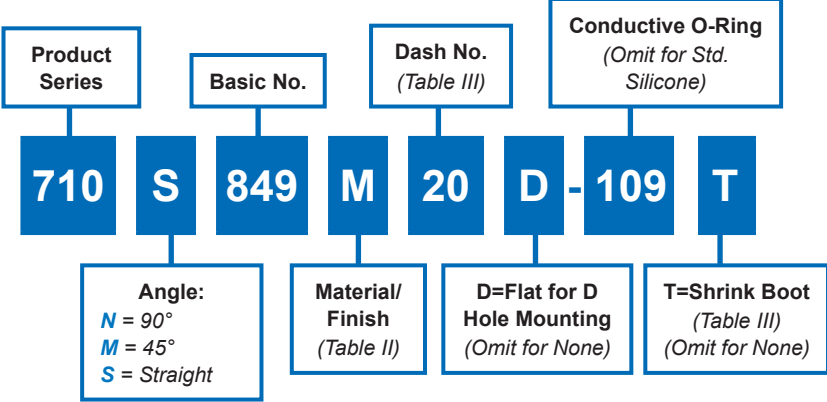 Product
Series
Basic No.
Dash No.
(Table III)
Conductive O-Ring
(Omit for Std.
Silicone)
710 S 849 M 20 D - 109 T
Angle:
N = 90°
M = 45°
S = Straight
Material/
Finish
(Table II)
D=Flat for D
Hole Mounting
(Omit for None)
T=Shrink Boot
(Table III)
(Omit for None)